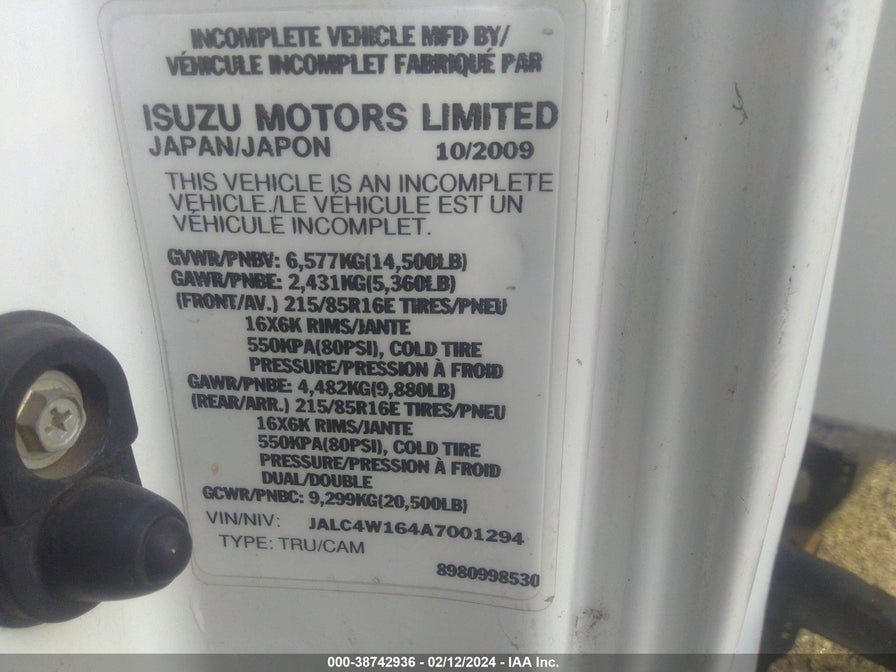 INCOMPLETE VEHICLE MFD BY/
VÉHICULE INCOMPLET FABRIQUÉ PAR
ISUZU MOTORS LIMITED
JAPAN/JAPON 10/2009
THIS VEHICLE IS AN INCOMPLETE
VEHICLE./LE VÉHICULE EST UN
VÉHICULE INCOMPLET.
GVWR/PNBV: 6,577KG(14,500LB)
GAWR/PNBE: 2,431KG(5,360LB)
(FRONT/AV.) 215/85R16E TIRES/PNEU
16X6K RIMS/JANTE
550KPA(80PSI), COLD TIRE
PRESSURE/PRESSION À FROID
GAWR/PNBE: 4,482KG(9,880LB)
(REAR/ARR.) 215/85R16E TIRES/PNEU
16X6K RIMS/JANTE
550KPA(80PSI), COLD TIRE
PRESSURE/PRESSION À FROID
DUAL/DOUBLE
GCWR/PNBC: 9,299KG(20,500LB)
VIN/NIV: JALC4W164A7001294
TYPE: TRU/CAM
8980998530
000-38742936 - 02/12/2024 - IAA Inc.